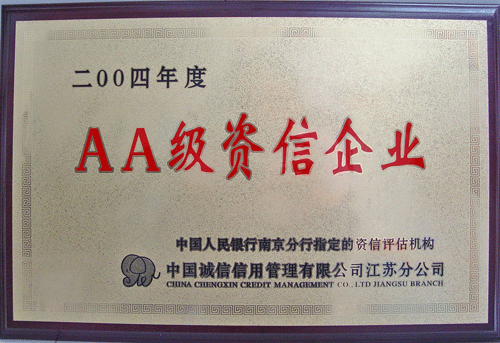 二00四年度
AA级资信企业
中国人民银行南京分行指定的资信评估机构
中国诚信信用管理有限公司江苏分公司
CHINA CHENGXIN CREDIT MANAGEMENT CO., LTD JIANGSU BRANCH